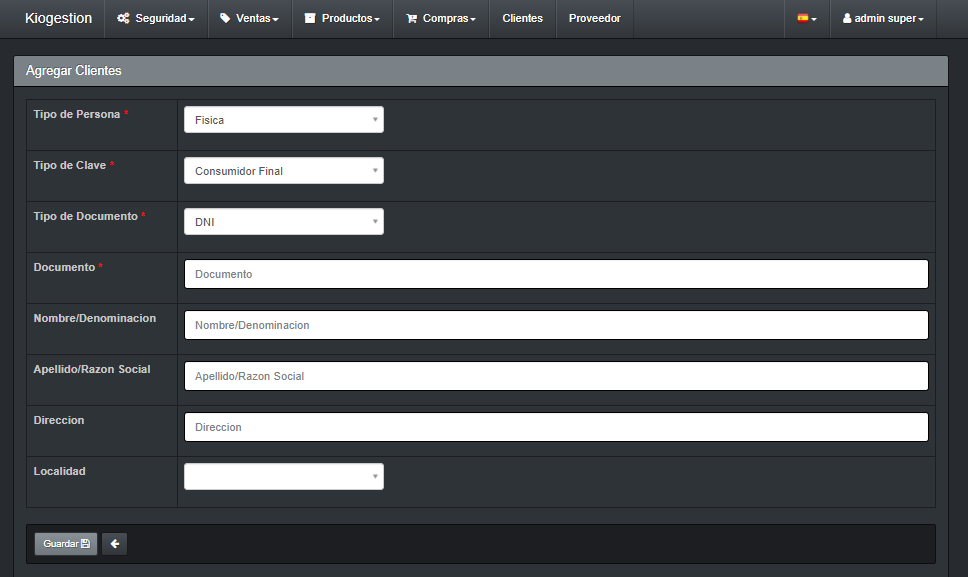 Kiogestion Seguridad Ventas Productos Compras Clientes Proveedor admin super
Agregar Clientes
Tipo de Persona * Fisica
Tipo de Clave * Consumidor Final
Tipo de Documento * DNI
Documento * Documento
Nombre/Denominacion Nombre/Denominacion
Apellido/Razon Social Apellido/Razon Social
Direccion Direccion
Localidad
Guardar